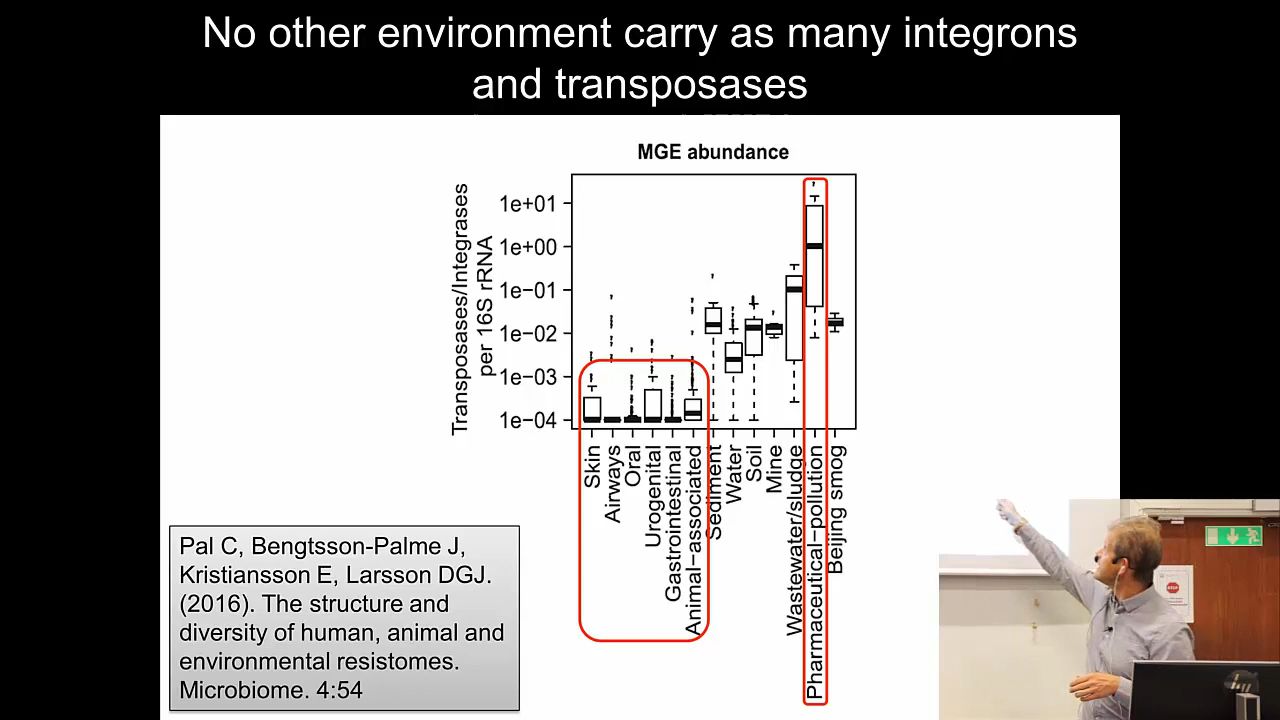 No other environment carry as many integrons
and transposases
MGE abundance
Transposases/Integrases
per 16S rRNA
1e+01
1e+00
1e−01
1e−02
1e−03
1e−04
Skin
Airways
Oral
Urogenital
Gastrointestinal
Animal−associated
Sediment
Water
Soil
Mine
Wastewater/sludge
Pharmaceutical−pollution
Beijing smog
Pal C, Bengtsson-Palme J,
Kristiansson E, Larsson DGJ.
(2016). The structure and
diversity of human, animal and
environmental resistomes.
Microbiome. 4:54
STOP